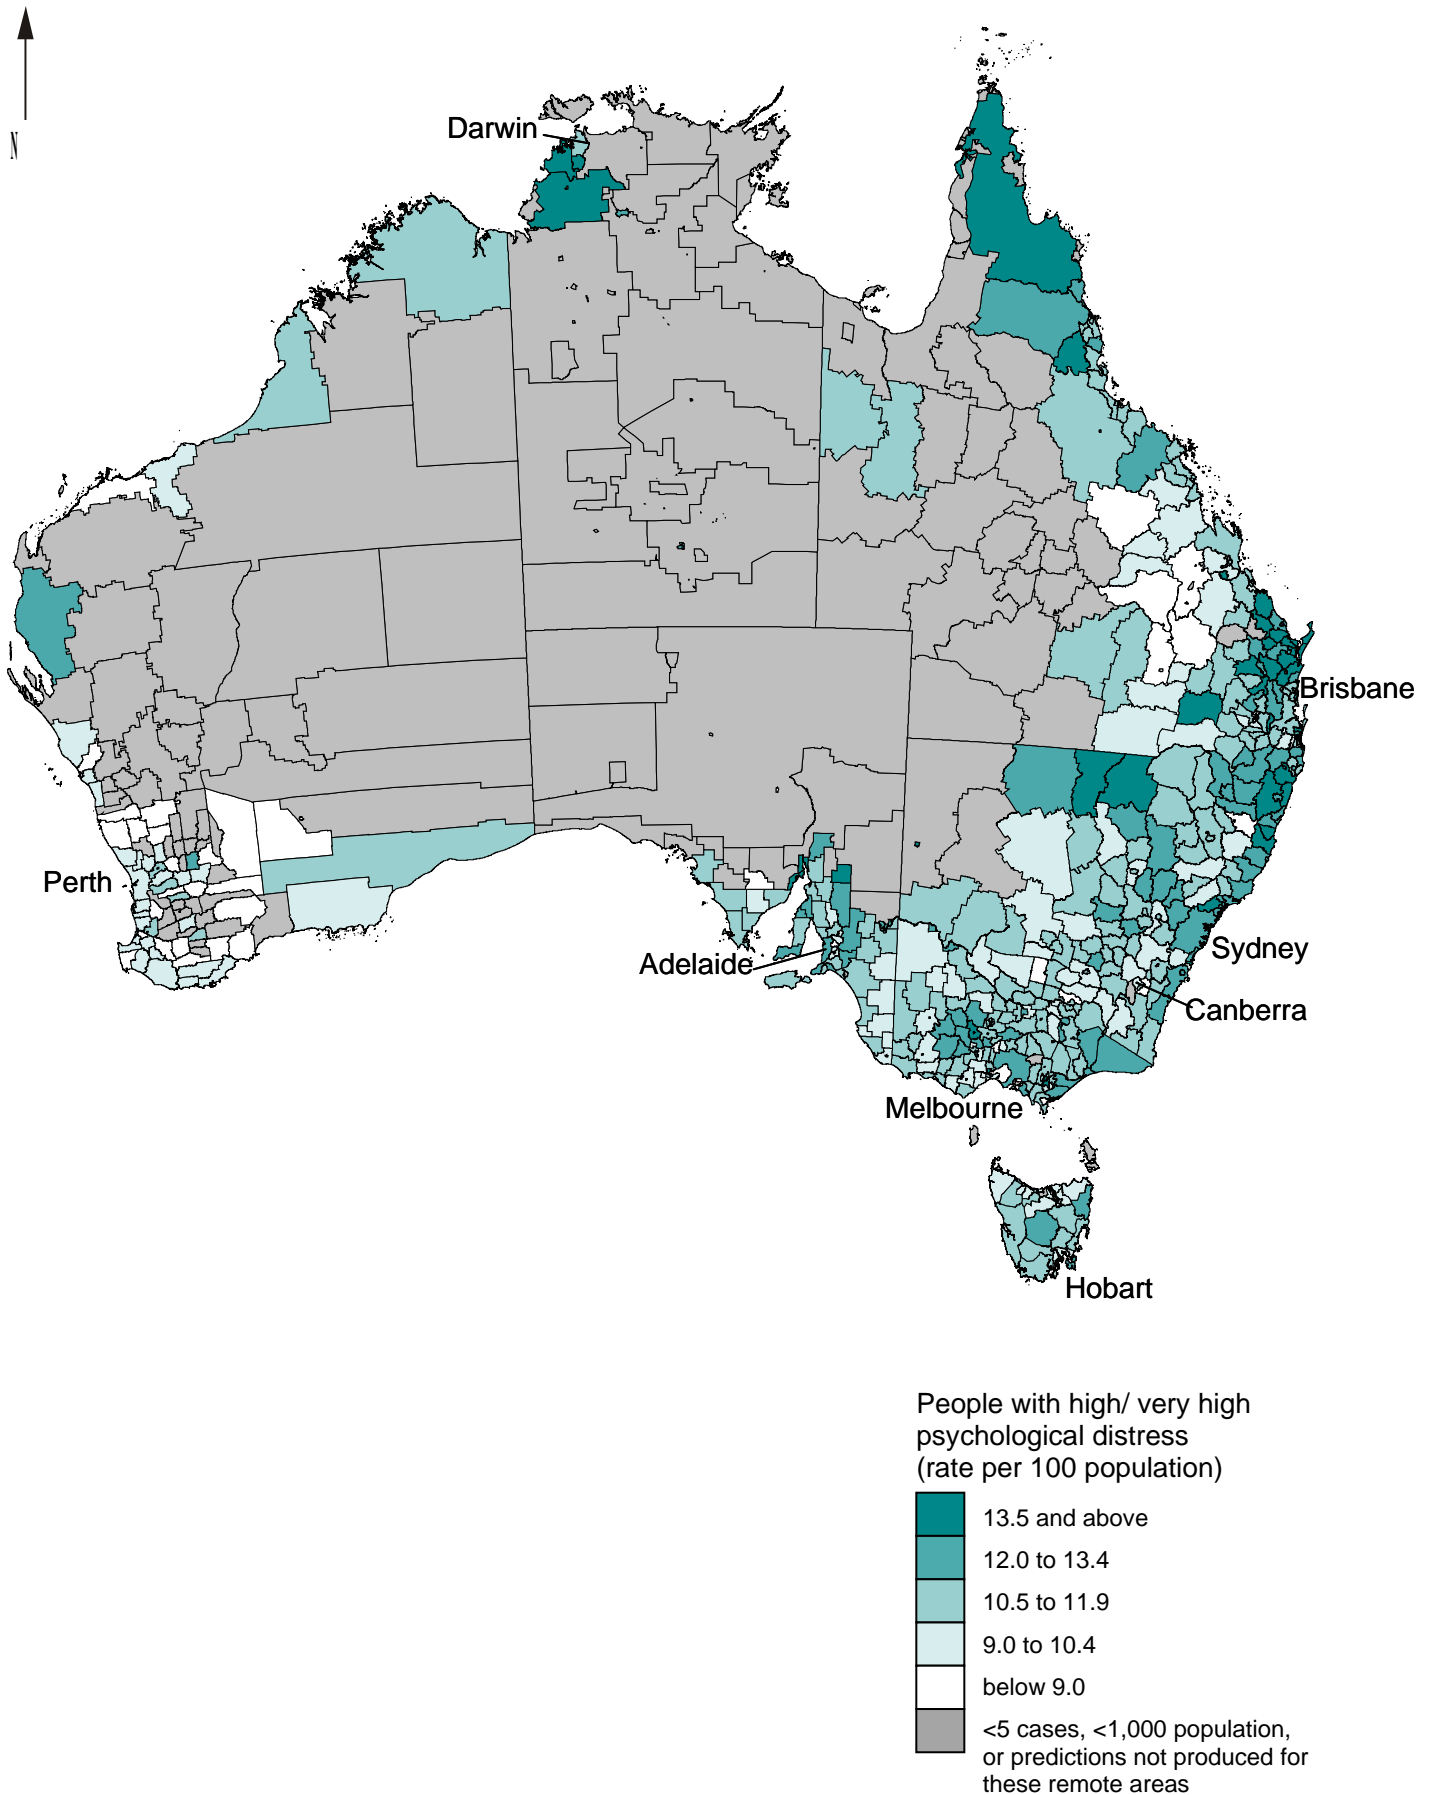 N
Darwin
Brisbane
Perth
Sydney
Adelaide
Canberra
Melbourne
Hobart
People with high/ very high
psychological distress
(rate per 100 population)
13.5 and above
12.0 to 13.4
10.5 to 11.9
9.0 to 10.4
below 9.0
<5 cases, <1,000 population,
or predictions not produced for
these remote areas